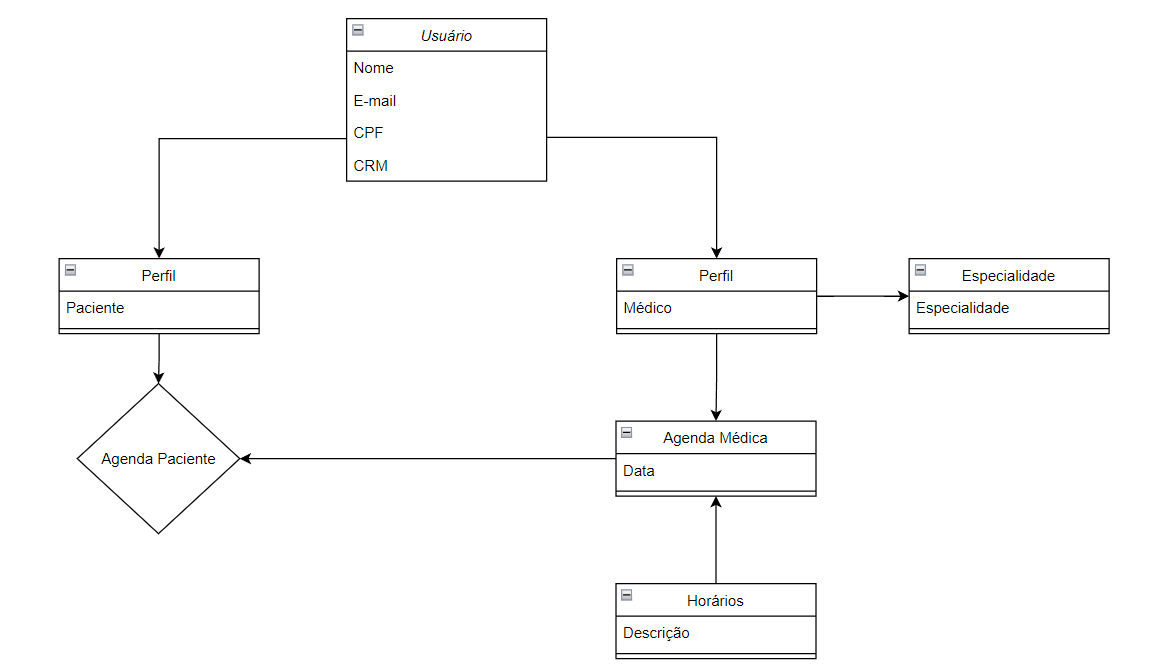 Usuário
Nome
E-mail
CPF
CRM
Perfil
Paciente
Perfil
Médico
Especialidade
Especialidade
Agenda Paciente
Agenda Médica
Data
Horários
Descrição